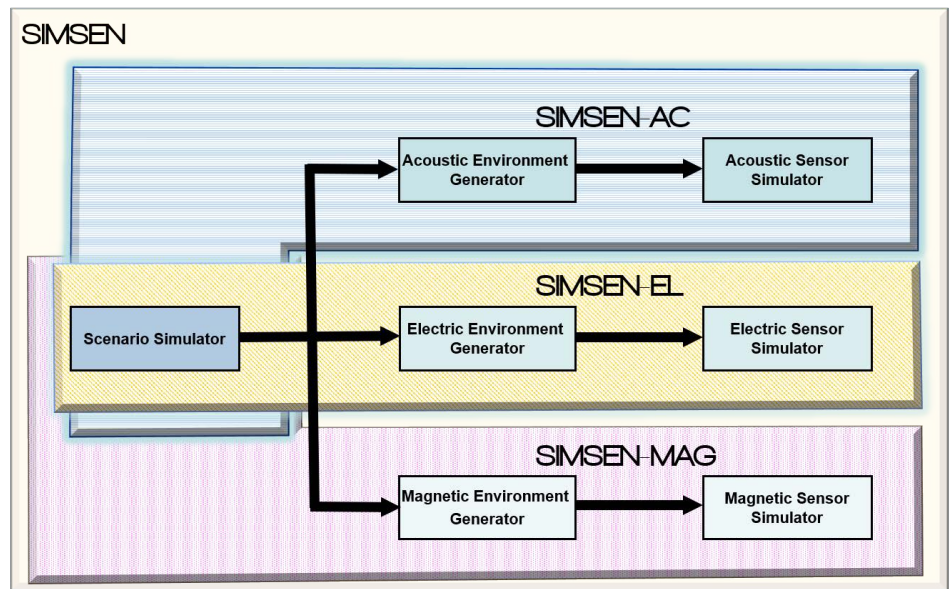 SIMSEN
SIMSEN-AC
Acoustic Environment
Generator
Acoustic Sensor
Simulator
SIMSEN-EL
Scenario Simulator
Electric Environment
Generator
Electric Sensor
Simulator
SIMSEN-MAG
Magnetic Environment
Generator
Magnetic Sensor
Simulator